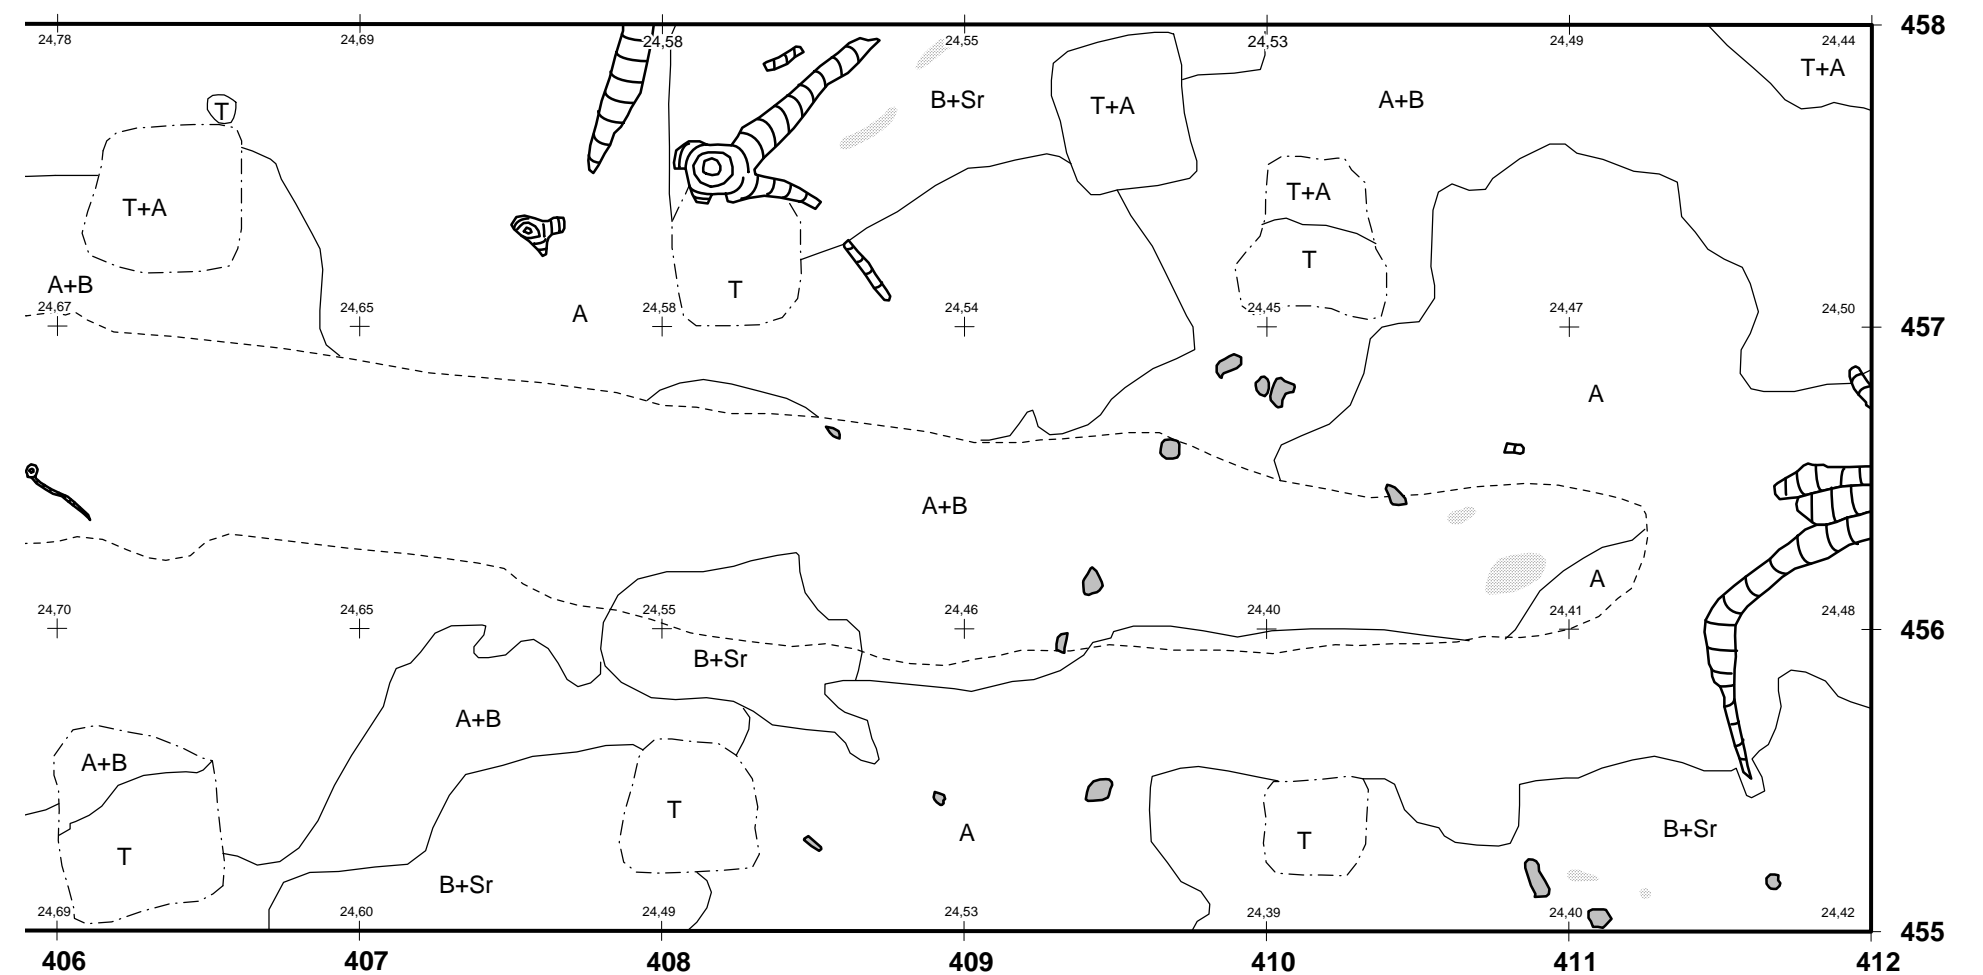 458
24,78 24,69 24,58 24,55 24,53 24,49 24,44
T+A
B+Sr A+B
T T+A
T+A
T+A
T
A+B T
A
24,67 24,65 24,58 24,54 24,45 24,47 24,50
457
A
A+B
A
24,70 24,65 24,55 24,46 24,40 24,41 24,48
456
B+Sr
A+B
A+B
T
B+Sr
A
T
T
B+Sr
24,69 24,60 24,49 24,53 24,39 24,40 24,42
455
406 407 408 409 410 411 412